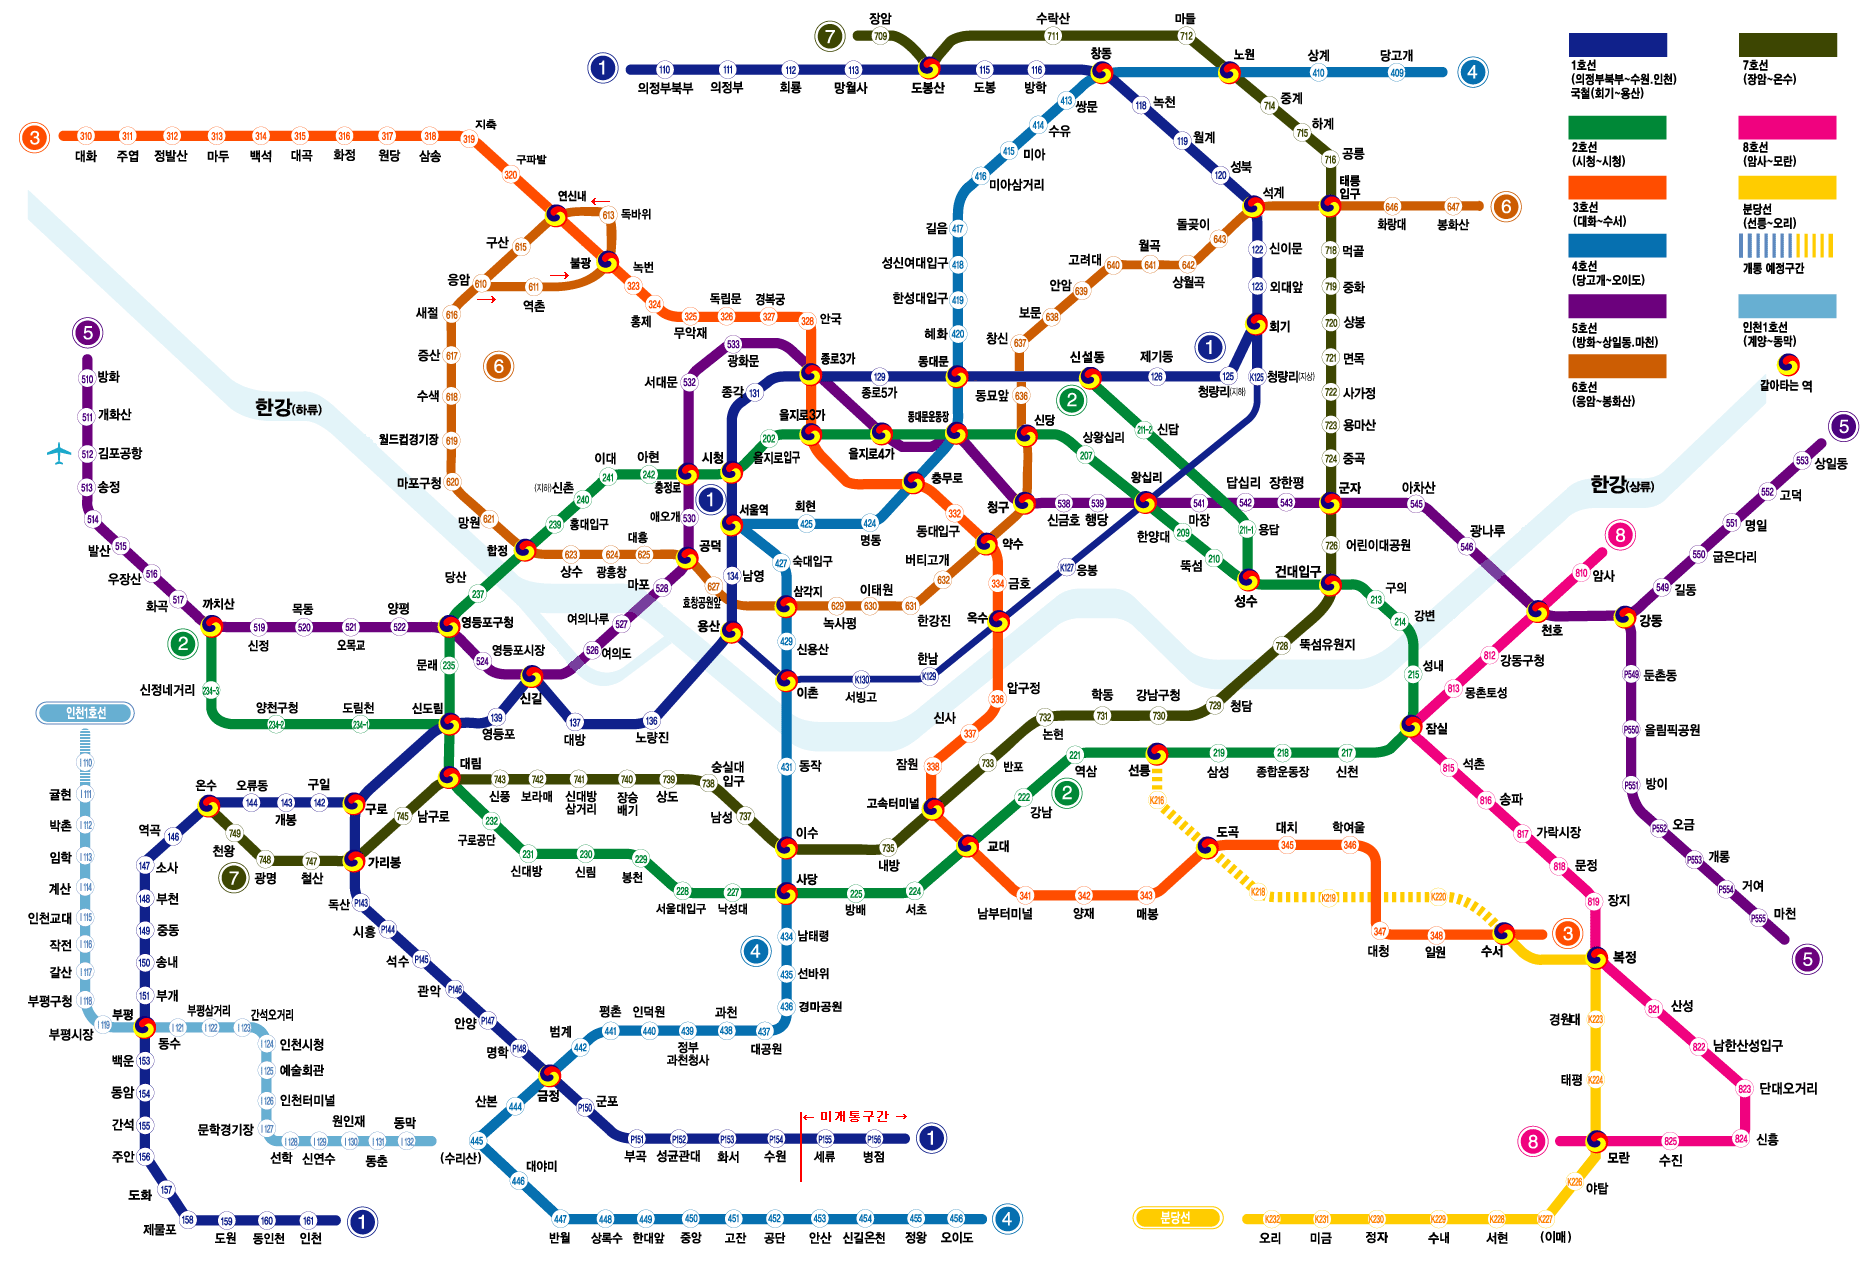 7
장암
709
수락산
711
마들
712
1
110
의정부북부
111
의정부
112
회룡
113
망월사
도봉산
115
도봉
116
방학
창동
노원
상계
410
당고개
409
4
3
310
대화
311
주엽
312
정발산
313
마두
314
백석
315
대곡
316
화정
317
원당
318
삼송
지축
319
구파발
320
연신내
613
독바위
구산
615
불광
응암
610
611
역촌
녹번
323
324
홍제
무악재
325
독립문
326
경복궁
327
328
안국
413
쌍문
414
수유
415
미아
416
미아삼거리
길음
417
성신여대입구
418
한성대입구
419
혜화
420
동대문
118
녹천
119
월계
성북
120
석계
714
중계
715
하계
716
공릉
태릉
입구
646
화랑대
647
봉화산
6
돌곶이
643
월곡
641
642
상월곡
고려대
640
안암
639
보문
638
창신
637
동묘앞
636
신당
122
신이문
123
외대앞
회기
1
K125
청량리(지상)
125
청량리(지하)
제기동
126
신설동
2
718
먹골
719
중화
720
상봉
721
면목
722
사가정
723
용마산
724
중곡
군자
5
510
방화
511
개화산
512
김포공항
513
송정
514
발산
515
우장산
516
화곡
517
까치산
2
새절
616
증산
617
수색
618
월드컵경기장
619
마포구청
620
망원
621
합정
6
한강(하류)
533
광화문
서대문
532
종각
131
종로3가
129
종로5가
을지로3가
을지로4가
동대문운동장
202
을지로입구
시청
1
충정로
아현
242
이대
241
(지하)신촌
240
239
홍대입구
애오개
530
공덕
서울역
회현
425
424
명동
충무로
332
동대입구
청구
약수
버티고개
632
538
신금호
539
행당
왕십리
상왕십리
207
211-2
신답
541
마장
답십리
542
장한평
543
211-1
용답
한양대
209
뚝섬
210
성수
아차산
545
광나루
546
726
어린이대공원
건대입구
한강(상류)
8
810
암사
5
553
상일동
552
고덕
551
명일
550
굽은다리
549
길동
천호
강동
당산
237
623
상수
624
광흥창
대흥
625
마포
528
627
효창공원앞
134
남영
427
숙대입구
삼각지
629
녹사평
이태원
630
631
한강진
334
금호
K127
응봉
옥수
519
신정
목동
520
521
오목교
양평
522
영등포구청
여의나루
527
526
여의도
영등포시장
524
신길
문래
235
용산
429
신용산
이촌
K130
서빙고
한남
K129
213
구의
214
강변
성내
215
812
강동구청
813
몽촌토성
728
뚝섬유원지
P549
둔촌동
P550
올림픽공원
P551
방이
P552
오금
P553
개롱
P554
거여
P555
마천
5
신정네거리
234-3
양천구청
234-2
도림천
234-1
신도림
139
영등포
137
대방
136
노량진
431
동작
압구정
336
신사
337
잠원
338
고속터미널
732
논현
학동
731
강남구청
730
729
청담
733
반포
221
역삼
선릉
219
삼성
218
종합운동장
217
신천
잠실
2
222
강남
815
석촌
816
송파
817
가락시장
818
문정
819
장지
복정
인천1호선
I110
귤현
I111
박촌
I112
임학
I113
계산
I114
인천교대
I115
작전
I116
갈산
I117
부평구청
I118
부평시장
I119
부평
I121
동수
부평삼거리
I122
간석오거리
I123
I124
인천시청
I125
예술회관
I126
인천터미널
I127
문학경기장
I128
선학
I129
신연수
원인재
I130
I131
동춘
동막
I132
온수
오류동
144
143
개봉
구일
142
구로
역곡
146
749
천왕
748
광명
747
철산
7
가리봉
745
남구로
대림
743
신풍
742
보라매
741
신대방
삼거리
740
장승
배기
739
상도
숭실대
입구
738
남성
737
이수
735
내방
232
구로공단
231
신대방
230
신림
229
봉천
228
서울대입구
227
낙성대
사당
225
방배
224
서초
교대
341
남부터미널
342
양재
343
매봉
도곡
K216
대치
345
학여울
346
K218
K219
K220
347
대청
348
일원
수서
3
147
소사
148
부천
149
중동
150
송내
151
부개
백운
153
동암
154
간석
155
주안
156
도화
157
제물포
158
159
도원
160
동인천
161
인천
1
독산
P143
시흥
P144
석수
P145
관악
P146
안양
P147
명학
P148
금정
P150
군포
P151
부곡
P152
성균관대
P153
화서
P154
수원
← 미개통구간 →
P155
세류
P156
병점
1
434
남태령
4
435
선바위
436
경마공원
437
대공원
과천
438
439
정부
과천청사
인덕원
440
평촌
441
범계
442
산본
444
445
(수리산)
대야미
446
447
반월
448
상록수
449
한대앞
450
중앙
451
고잔
452
공단
453
안산
454
신길온천
455
정왕
456
오이도
4
821
산성
822
남한산성입구
823
단대오거리
824
신흥
825
수진
8
모란
경원대
K223
태평
K224
K226
야탑
K227
(이매)
K228
서현
K229
수내
K230
정자
K231
미금
K232
오리
분당선
1호선
(의정부북부~수원.인천)
국철(회기~용산)
2호선
(시청~시청)
3호선
(대화~수서)
4호선
(당고개~오이도)
5호선
(방화~상일동.마천)
6호선
(응암~봉화산)
7호선
(장암~온수)
8호선
(암사~모란)
분당선
(선릉~오리)
개통 예정구간
인천1호선
(계양~동막)
갈아타는 역